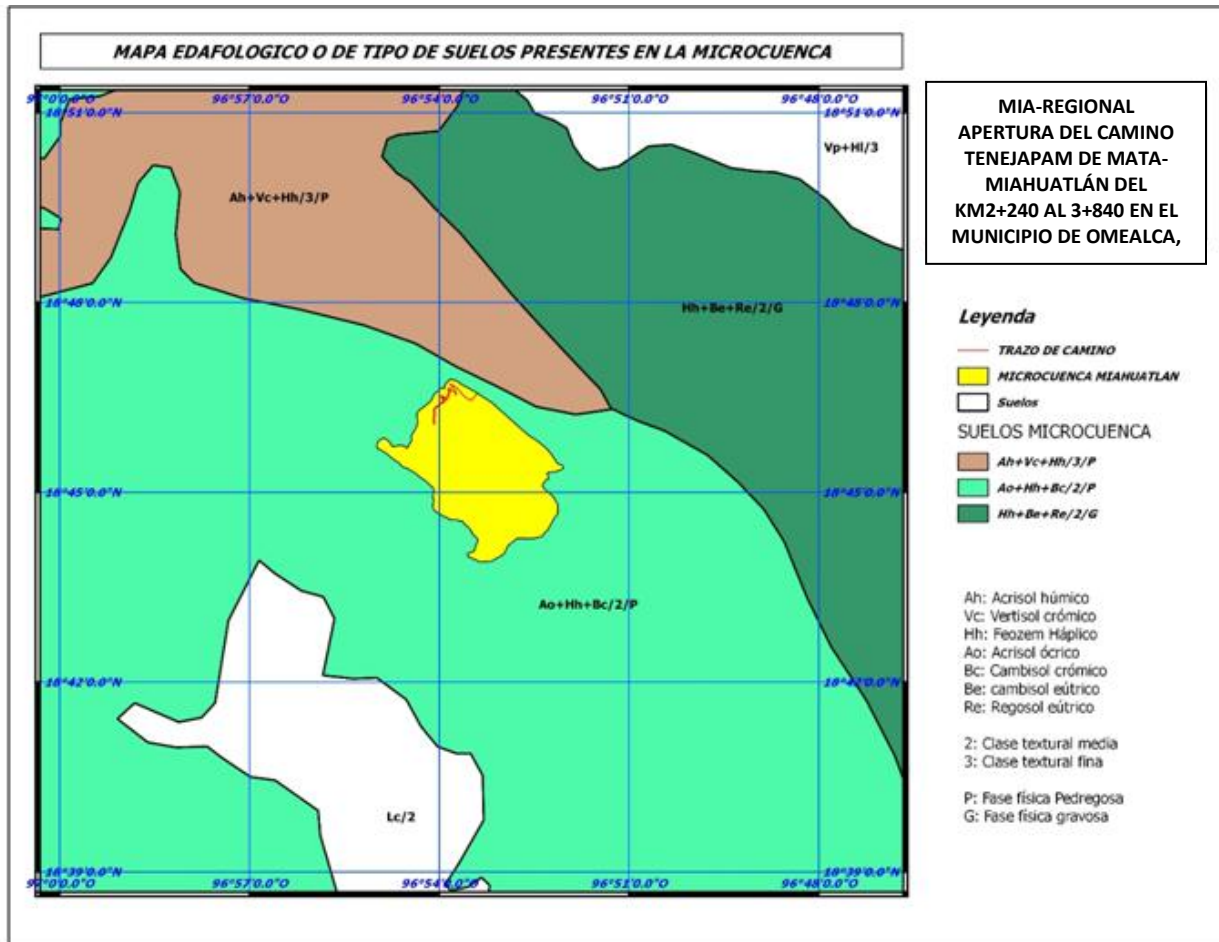 MAPA EDAFOLOGICO O DE TIPO DE SUELOS PRESENTES EN LA MICROCUENCA
96°57'0.0"O 96°54'0.0"O 96°51'0.0"O 96°48'0.0"O
18°51'0.0"N 18°51'0.0"N
Vp+Hl/3
Ah+Vc+Hh/3/P
18°48'0.0"N 18°48'0.0"N
Hh+Be+Re/2/G
18°45'0.0"N 18°45'0.0"N
Ao+Hh+Bc/2/P
18°42'0.0"N 18°42'0.0"N
Lc/2
18°39'0.0"N 18°39'0.0"N
96°57'0.0"O 96°54'0.0"O 96°51'0.0"O 96°48'0.0"O
MIA-REGIONAL
APERTURA DEL CAMINO
TENEJAPAM DE MATA-
MIAHUATLÁN DEL
KM2+240 AL 3+840 EN EL
MUNICIPIO DE OMEALCA,
Leyenda
TRAZO DE CAMINO
MICROCUENCA MIAHUATLAN
Suelos
SUELOS MICROCUENCA
Ah+Vc+Hh/3/P
Ao+Hh+Bc/2/P
Hh+Be+Re/2/G
Ah: Acrisol húmico
Vc: Vertisol crómico
Hh: Feozem Háplico
Ao: Acrisol ócrico
Bc: Cambisol crómico
Be: cambisol eútrico
Re: Regosol eútrico
2: Clase textural media
3: Clase textural fina
P: Fase física Pedregosa
G: Fase física gravosa